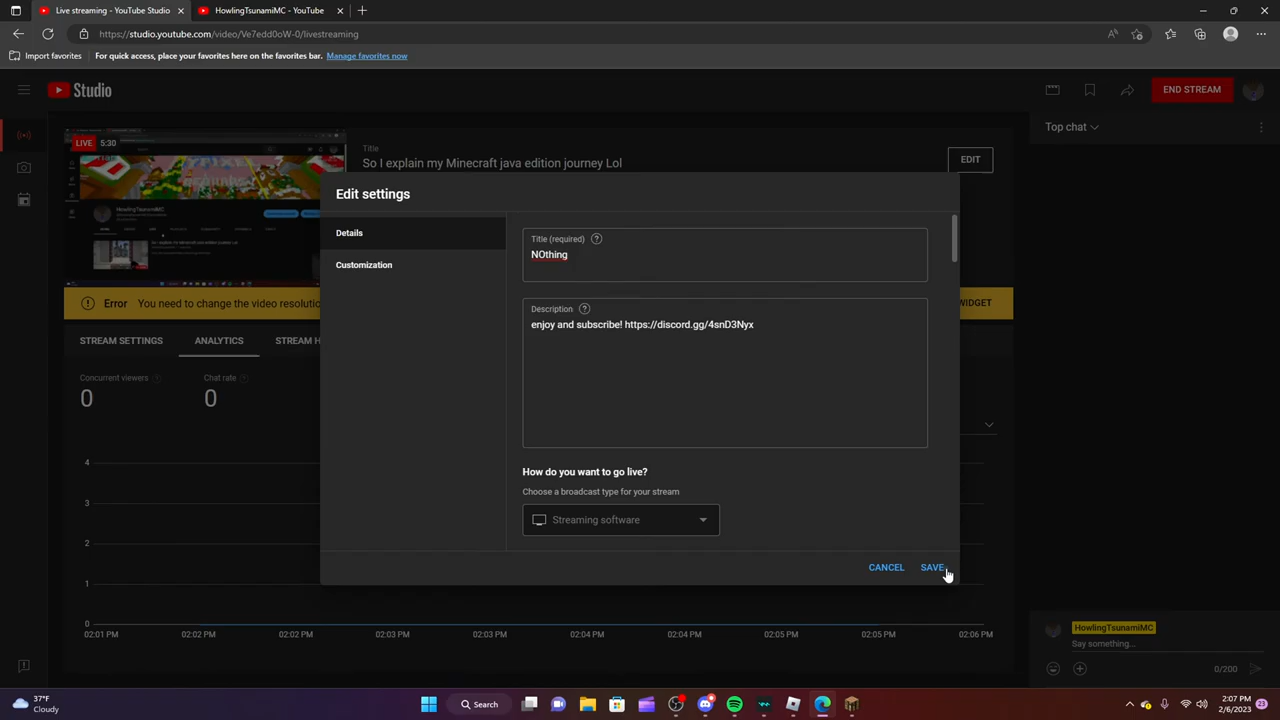 Live streaming - YouTube Studio
HowlingTsunamiMC - YouTube
https://studio.youtube.com/video/Ve7edd0oW-0/livestreaming
Import favorites
For quick access, place your favorites here on the favorites bar. Manage favorites now
Studio
END STREAM
LIVE 5:30
Title
So I explain my Minecraft java edition journey Lol
EDIT
Top chat
Edit settings
Details
Customization
Title (required)
NOthing
Description
enjoy and subscribe! https://discord.gg/4snD3Nyx
How do you want to go live?
Choose a broadcast type for your stream
Streaming software
CANCEL
SAVE
HowlingTsunamiMC
Error You need to change the video resolutio
WIDGET
STREAM SETTINGS
ANALYTICS
STREAM H
Concurrent viewers
Chat rate
0
0
4
3
2
1
0
02:01 PM
02:02 PM
02:02 PM
02:03 PM
02:03 PM
02:04 PM
02:04 PM
02:05 PM
02:05 PM
02:06 PM
HowlingTsunamiMC
Say something...
0/200
37°F
Cloudy
Search
2:07 PM
2/6/2023
23